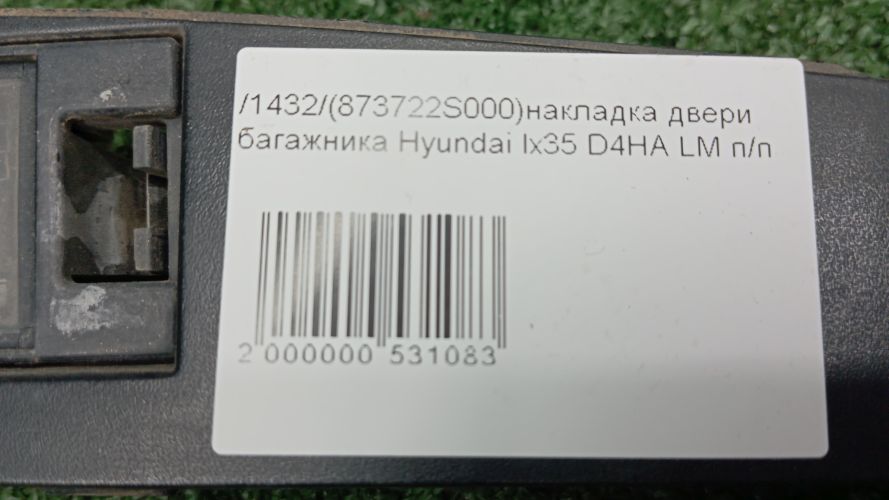 /1432/(873722S000)накладка двери
багажника Hyundai Ix35 D4HA LM п/п
2 000000 531083